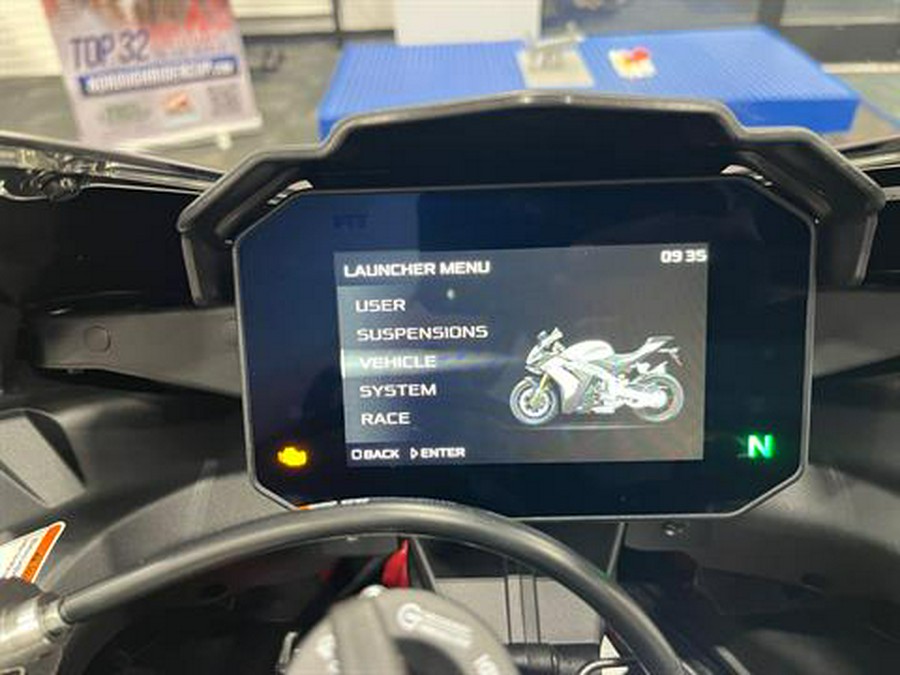 TOP 32
LAUNCHER MENU
09 35
USER
SUSPENSIONS
VEHICLE
SYSTEM
RACE
BACK
ENTER
N